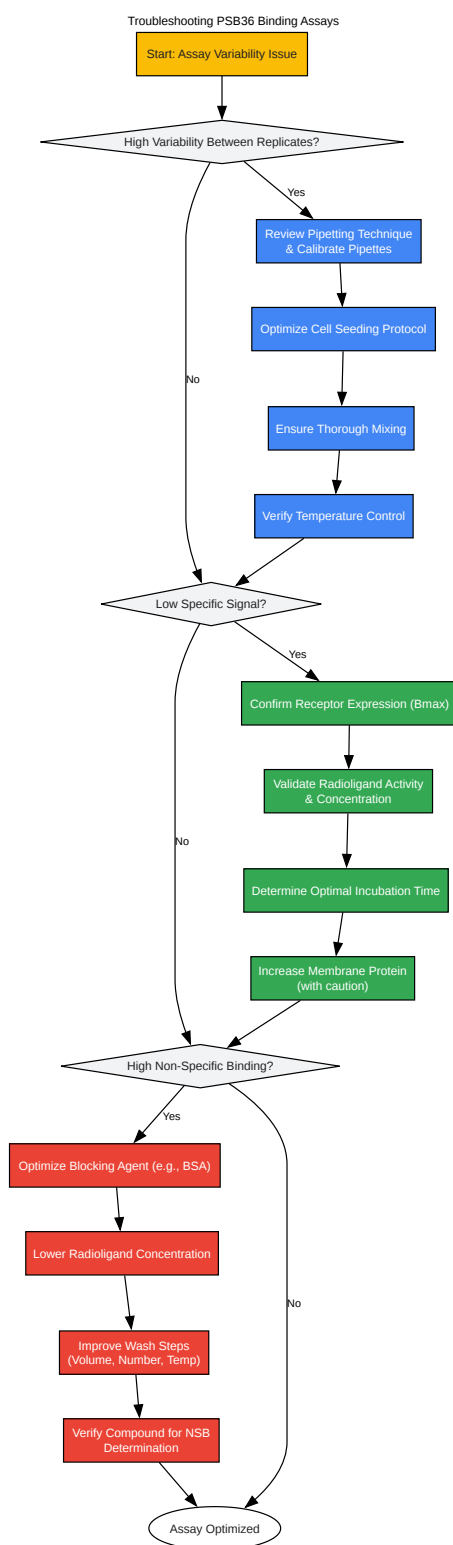 Troubleshooting PSB36 Binding Assays
Start: Assay Variability Issue
High Variability Between Replicates?
Yes
Review Pipetting Technique
& Calibrate Pipettes
Optimize Cell Seeding Protocol
No
Ensure Thorough Mixing
Verify Temperature Control
Low Specific Signal?
Yes
Confirm Receptor Expression (Bmax)
Validate Radioligand Activity
& Concentration
No
Determine Optimal Incubation Time
Increase Membrane Protein
(with caution)
High Non-Specific Binding?
Yes
Optimize Blocking Agent (e.g., BSA)
Lower Radioligand Concentration
No
Improve Wash Steps
(Volume, Number, Temp)
Verify Compound for NSB
Determination
Assay Optimized